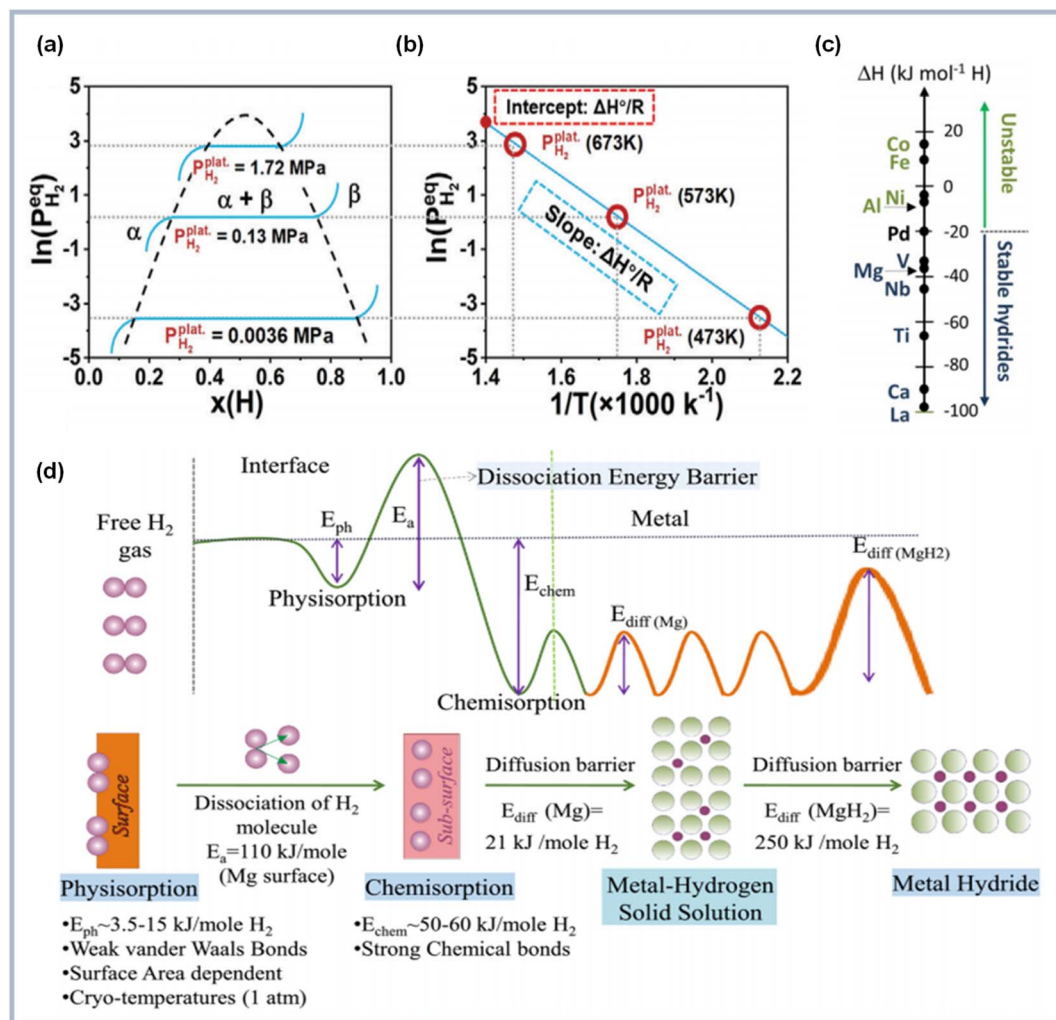 (a)
5
3
1
-1
-3
-5
ln(P^eq_H₂)
P^plat._H₂ = 1.72 MPa
α + β
β
α
P^plat._H₂ = 0.13 MPa
P^plat._H₂ = 0.0036 MPa
0.0 0.2 0.4 0.6 0.8 1.0
x(H)
(b)
5
3
1
-1
-3
-5
ln(P^eq_H₂)
Intercept: ΔH°/R
P^plat._H₂ (673K)
P^plat._H₂ (573K)
Slope: ΔH°/R
P^plat._H₂ (473K)
1.4 1.6 1.8 2.0 2.2
1/T(×1000 k⁻¹)
(c)
ΔH (kJ mol⁻¹ H)
20
0
-20
-40
-60
-80
-100
Co
Fe
Ni
Al
Pd
V
Mg
Nb
Ti
Ca
La
Unstable
Stable hydrides
(d)
Interface
Dissociation Energy Barrier
Free H₂
gas
E_ph
E_a
Metal
E_diff (MgH2)
Physisorption
E_chem
E_diff (Mg)
Chemisorption
Surface
Dissociation of H₂
molecule
E_a=110 kJ/mole
(Mg surface)
Sub-surface
Diffusion barrier
E_diff (Mg)=
21 kJ /mole H₂
Diffusion barrier
E_diff (MgH₂)=
250 kJ /mole H₂
Physisorption
Chemisorption
Metal-Hydrogen
Solid Solution
Metal Hydride
•E_ph~3.5-15 kJ/mole H₂
•Weak vander Waals Bonds
•Surface Area dependent
•Cryo-temperatures (1 atm)
•E_chem~50-60 kJ/mole H₂
•Strong Chemical bonds